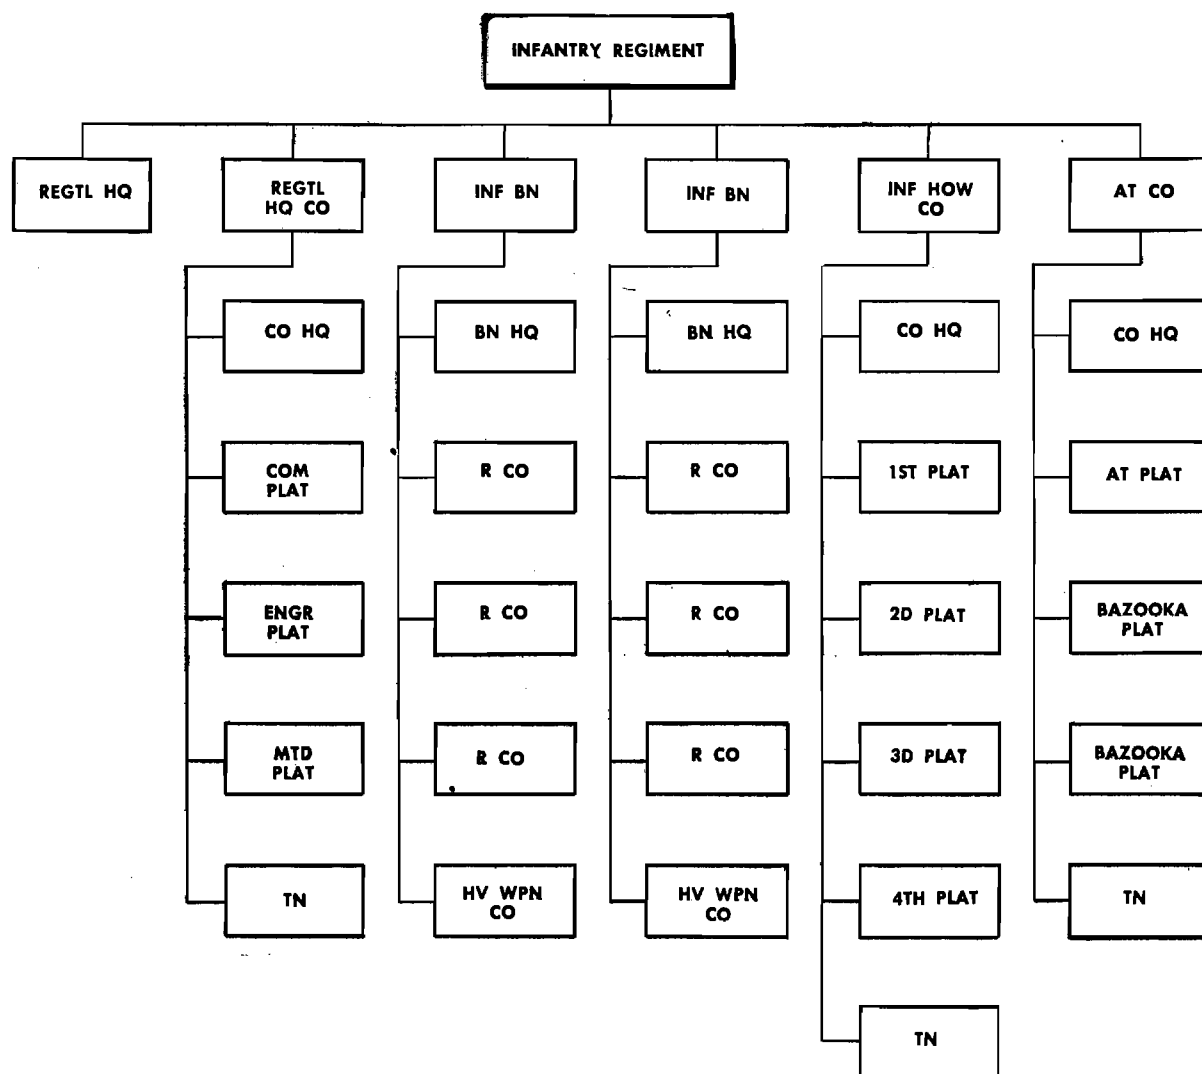 INFANTRY REGIMENT
REGTL HQ
REGTL
HQ CO
INF BN
INF BN
INF HOW
CO
AT CO
CO HQ
BN HQ
BN HQ
CO HQ
CO HQ
COM
PLAT
R CO
R CO
1ST PLAT
AT PLAT
ENGR
PLAT
R CO
R CO
2D PLAT
BAZOOKA
PLAT
MTD
PLAT
R CO
R CO
3D PLAT
BAZOOKA
PLAT
TN
HV WPN
CO
HV WPN
CO
4TH PLAT
TN
TN